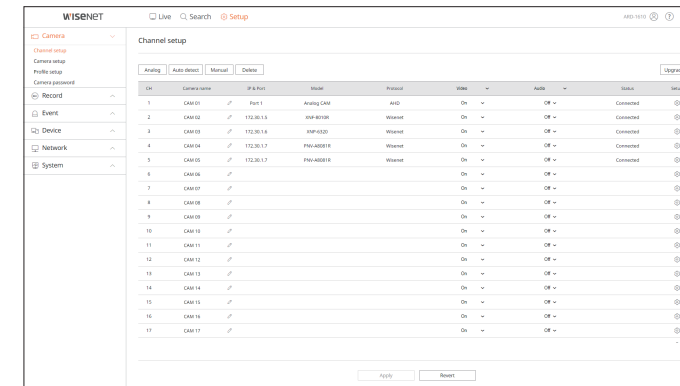 WISENET Live Search Setup ARD-1610 ?
Camera Channel setup
Channel setup
Camera setup
Profile setup
Camera password
Record
Event
Device
Network
System
Analog Auto detect Manual Delete Upgrad
CH Camera name IP & Port Model Protocol Video Audio Status Setu
1 CAM 01 Port 1 Analog CAM AHD On Off Connected
2 CAM 02 172.30.1.5 XNP-8010R Wisenet On Off Connected
3 CAM 03 172.30.1.6 XNP-6320 Wisenet On Off Connected
4 CAM 04 172.30.1.7 PNV-A8081R Wisenet On Off Connected
5 CAM 05 172.30.1.7 PNV-A8081R Wisenet On Off Connected
6 CAM 06 On Off
7 CAM 07 On Off
8 CAM 08 On Off
9 CAM 09 On Off
10 CAM 10 On Off
11 CAM 11 On Off
12 CAM 12 On Off
13 CAM 13 On Off
14 CAM 14 On Off
15 CAM 15 On Off
16 CAM 16 On Off
17 CAM 17 On Off
Apply Revert